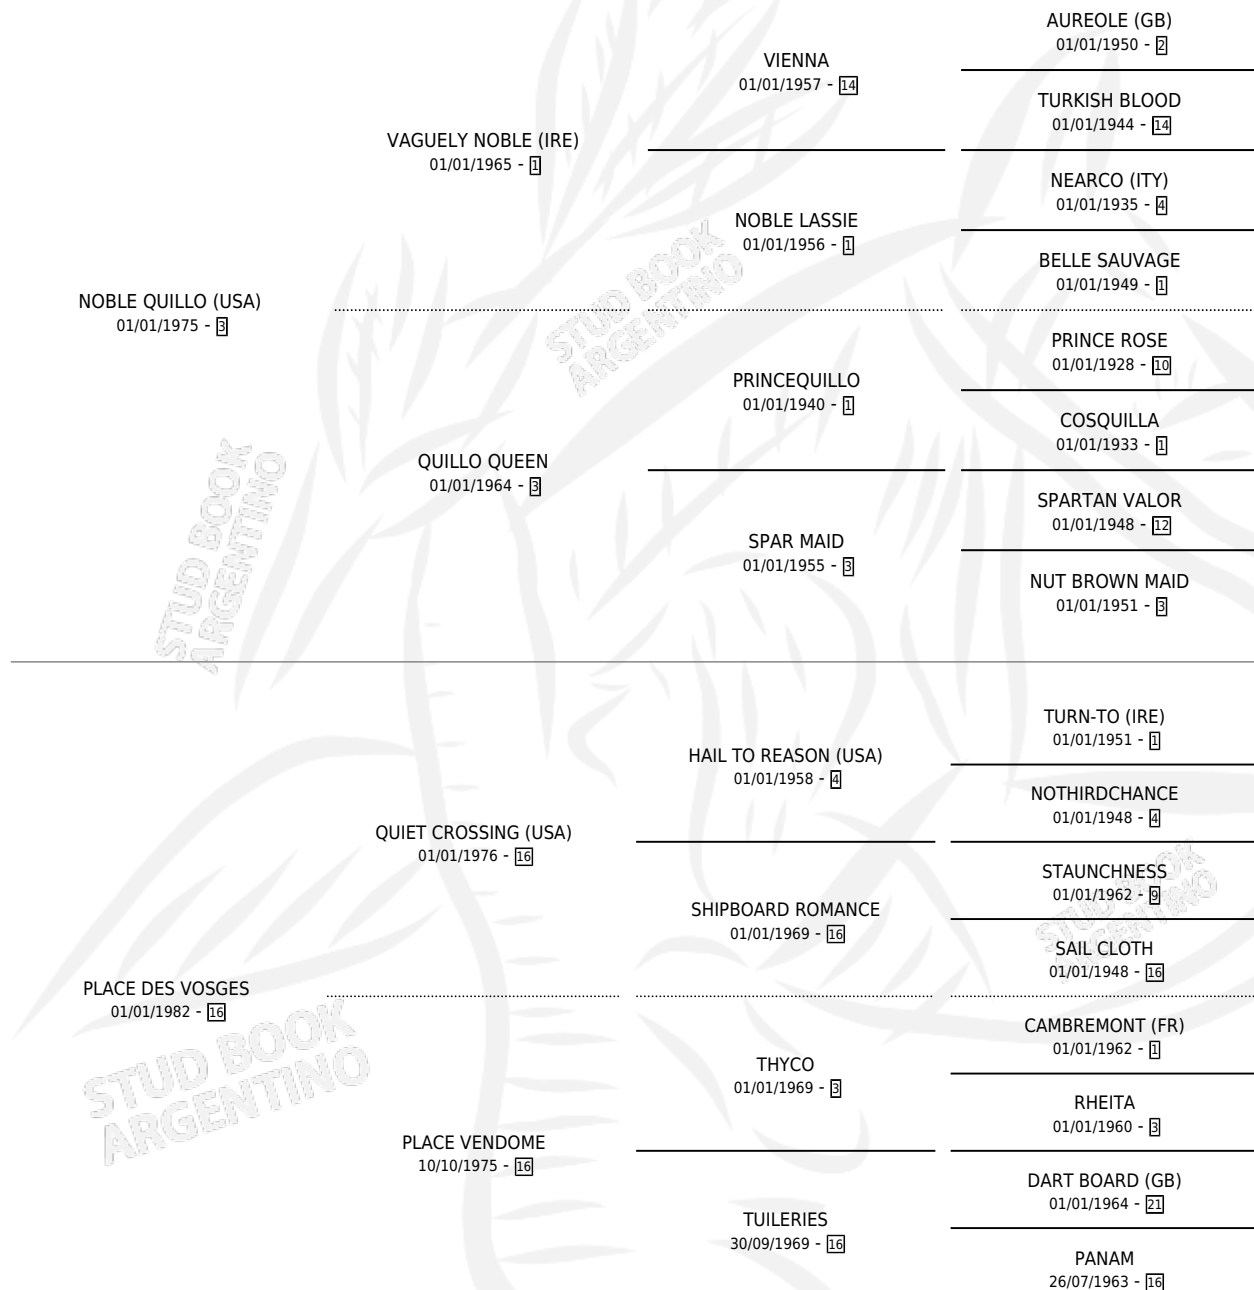 AUREOLE (GB)
01/01/1950 - 2
VIENNA
01/01/1957 - 14
TURKISH BLOOD
01/01/1944 - 14
VAGUELY NOBLE (IRE)
01/01/1965 - 1
NEARCO (ITY)
01/01/1935 - 4
NOBLE LASSIE
01/01/1956 - 1
BELLE SAUVAGE
01/01/1949 - 1
NOBLE QUILLO (USA)
01/01/1975 - 3
PRINCE ROSE
01/01/1928 - 10
PRINCEQUILLO
01/01/1940 - 1
COSQUILLA
01/01/1933 - 1
QUILLO QUEEN
01/01/1964 - 3
SPARTAN VALOR
01/01/1948 - 12
SPAR MAID
01/01/1955 - 3
NUT BROWN MAID
01/01/1951 - 3
TURN-TO (IRE)
01/01/1951 - 1
HAIL TO REASON (USA)
01/01/1958 - 4
NOTHIRDCHANCE
01/01/1948 - 4
QUIET CROSSING (USA)
01/01/1976 - 16
STAUNCHNESS
01/01/1962 - 9
SHIPBOARD ROMANCE
01/01/1969 - 16
SAIL CLOTH
01/01/1948 - 16
PLACE DES VOSGES
01/01/1982 - 16
CAMBREMONT (FR)
01/01/1962 - 1
THYCO
01/01/1969 - 3
RHEITA
01/01/1960 - 3
PLACE VENDOME
10/10/1975 - 16
DART BOARD (GB)
01/01/1964 - 21
TUILERIES
30/09/1969 - 16
PANAM
26/07/1963 - 16
STUD BOOK
ARGENTINO
STUD BOOK
ARGENTINO
STUD BOOK
ARGENTINO
STUD BOOK
ARGENTINO